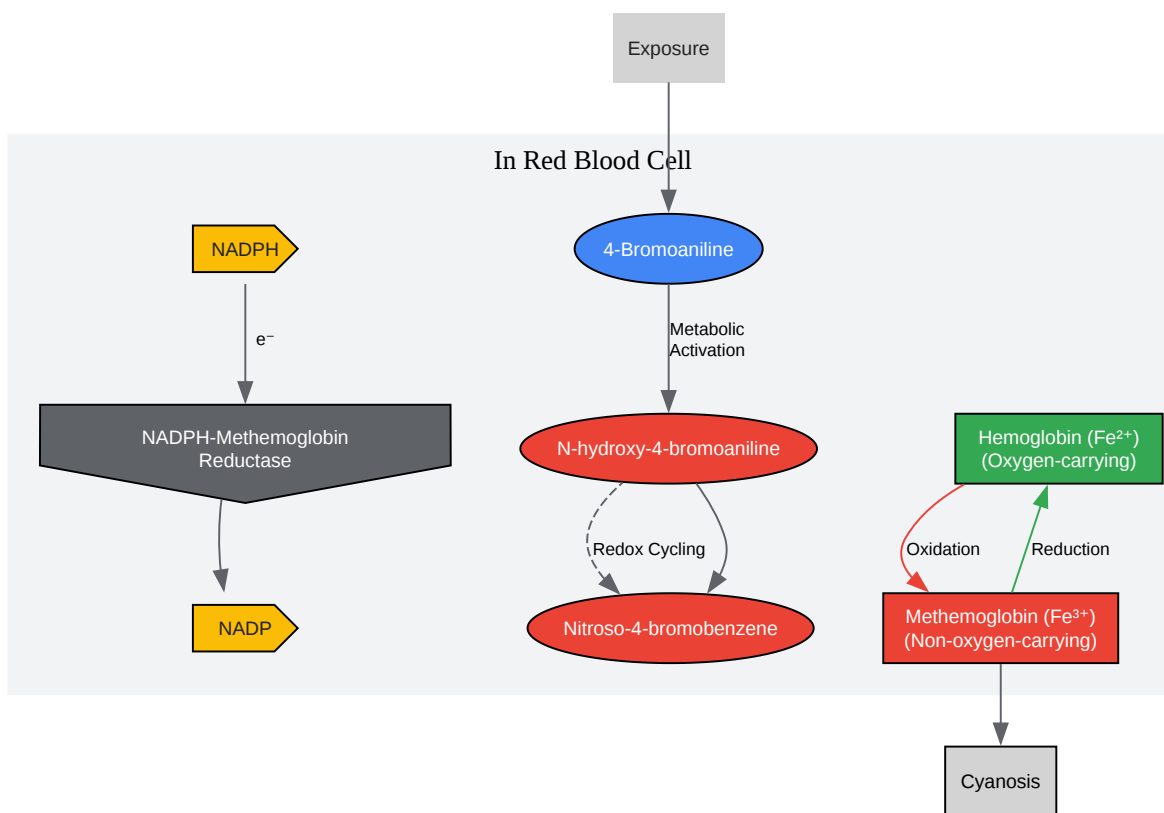 Exposure
In Red Blood Cell
NADPH
4-Bromoaniline
e⁻
Metabolic
Activation
NADPH-Methemoglobin
Reductase
N-hydroxy-4-bromoaniline
Hemoglobin (Fe²⁺)
(Oxygen-carrying)
Redox Cycling
Oxidation
Reduction
NADP
Nitroso-4-bromobenzene
Methemoglobin (Fe³⁺)
(Non-oxygen-carrying)
Cyanosis